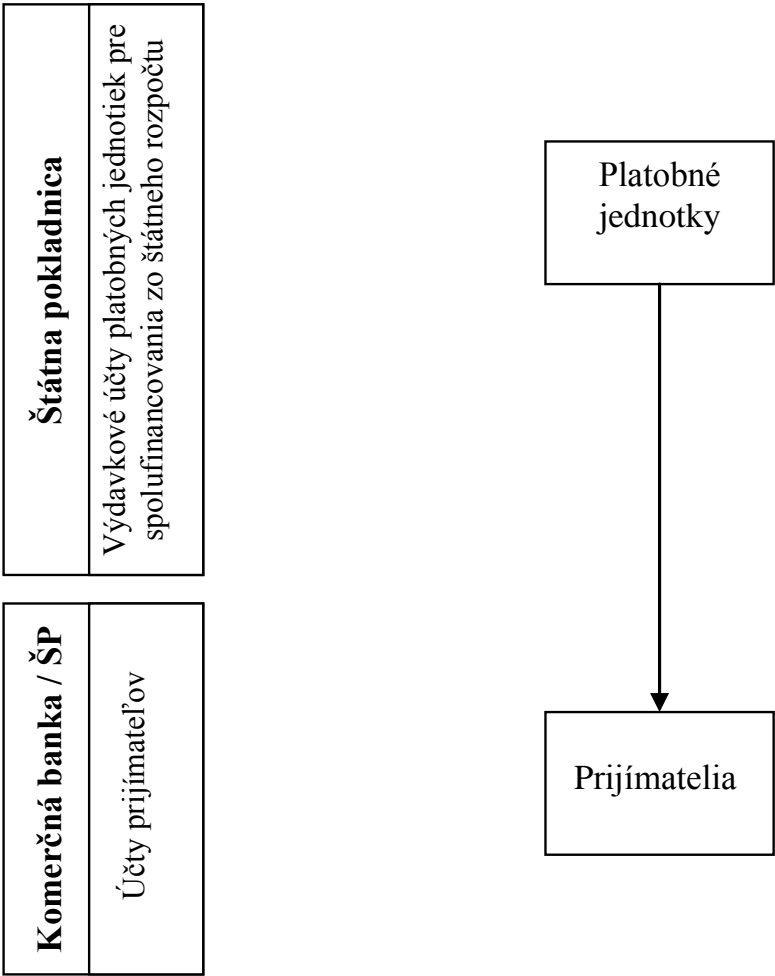 Štátna pokladnica
Výdavkové účty platobných jednotiek pre
spolufinancovania zo štátneho rozpočtu
Platobné
jednotky
Komerčná banka / ŠP
Účty prijímateľov
Prijímatelia